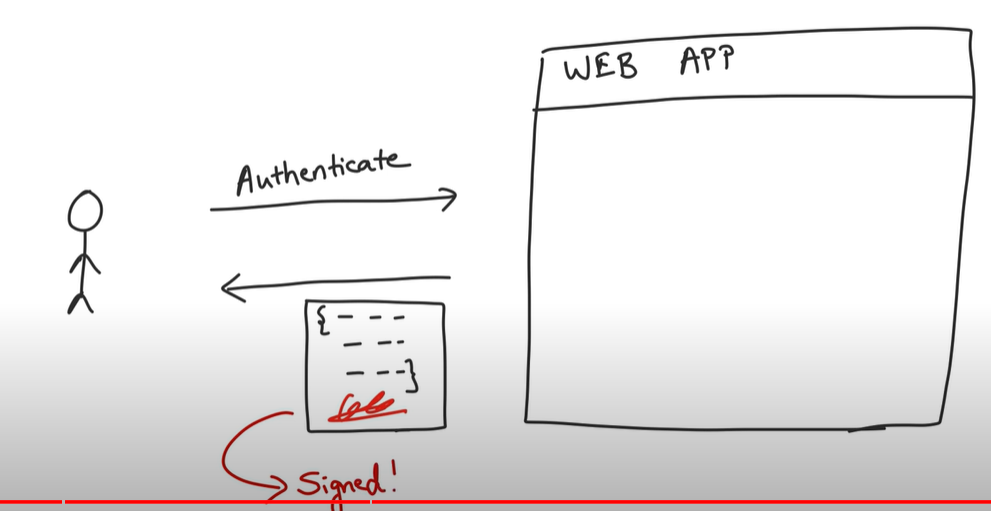 WEB APP
Authenticate
{ - - -
- - -
- - - }
Signed!